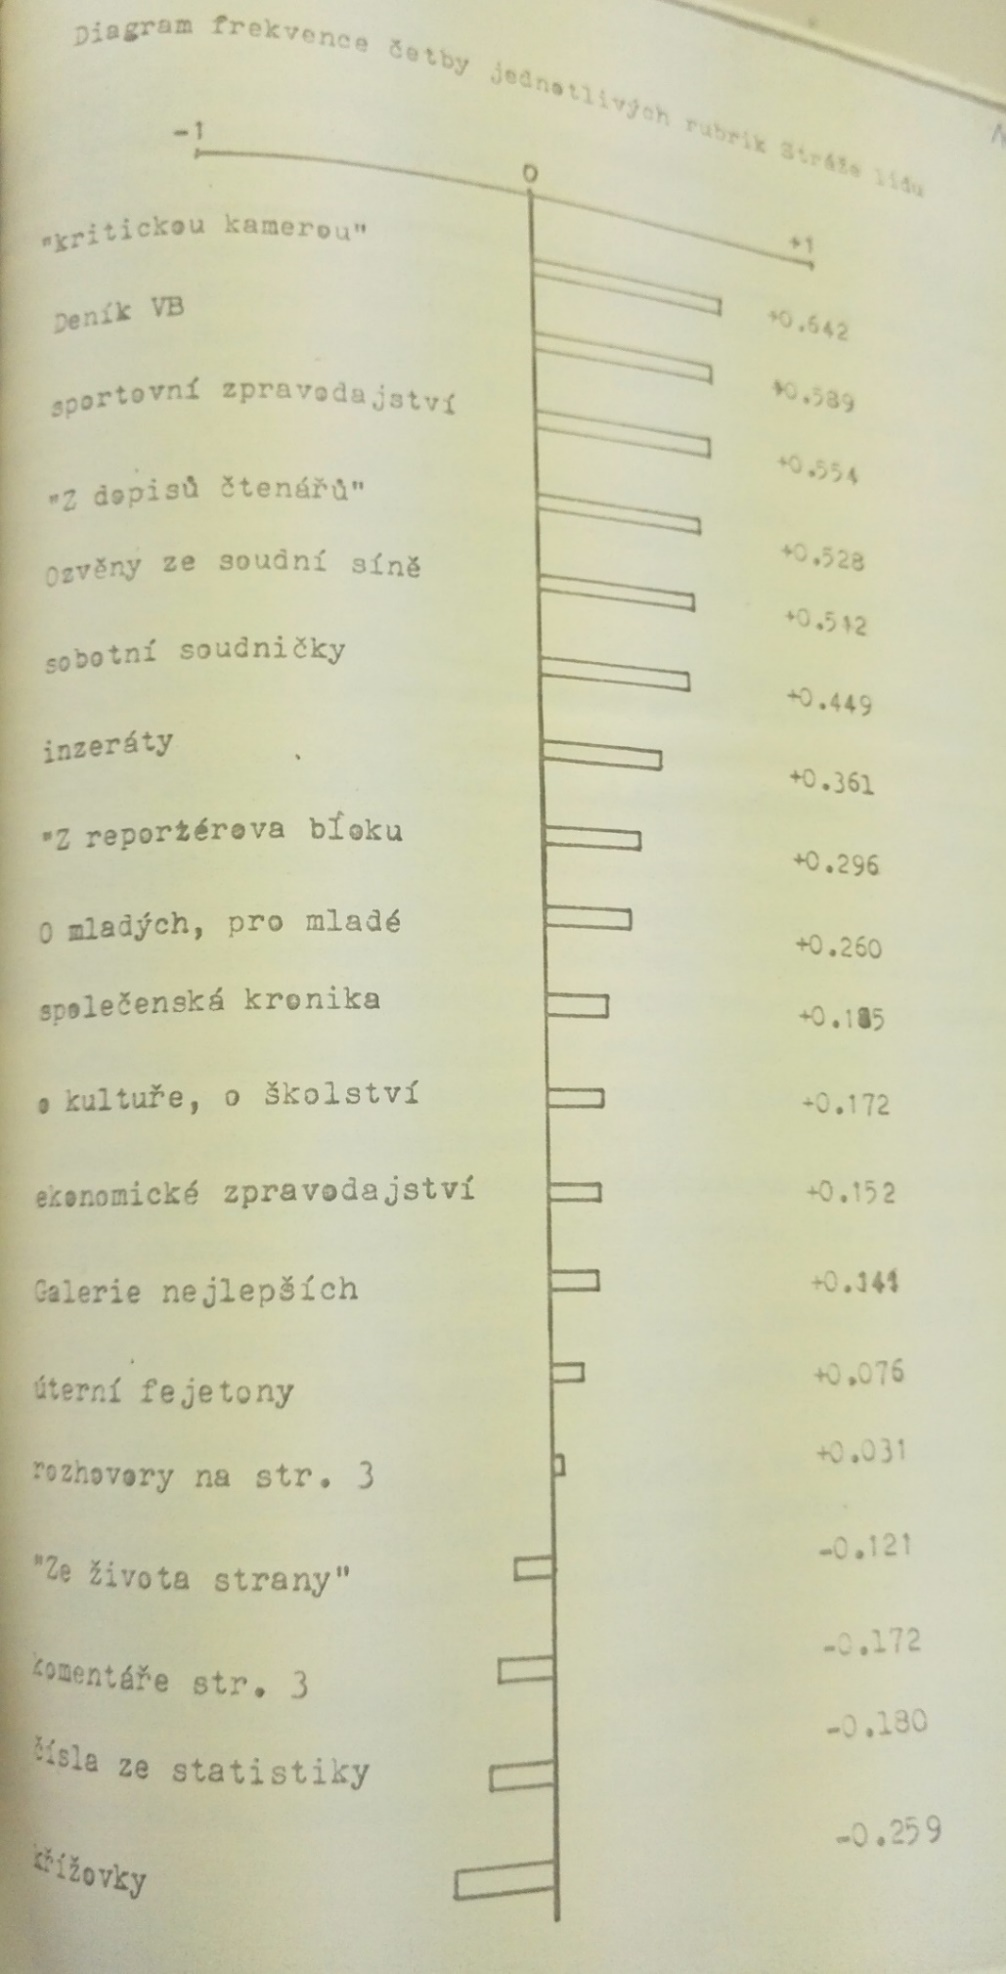 Diagram frekvence četby jednotlivých rubrik Stráže lidu
-1 0 +1
"kritickou kamerou" +0.642
Deník VB +0.589
sportovní zpravodajství +0.554
"Z dopisů čtenářů" +0.528
Ozvěny ze soudní síně +0.512
sobotní soudničky +0.449
inzeráty +0.361
"Z reportérova bloku +0.296
O mladých, pro mladé +0.260
společenská kronika +0.185
o kultuře, o školství +0.172
ekonomické zpravodajství +0.152
Galerie nejlepších +0.141
úterní fejetony +0.076
rozhovory na str. 3 +0.031
"Ze života strany" -0.121
komentáře str. 3 -0.172
čísla ze statistiky -0.180
křížovky -0.259